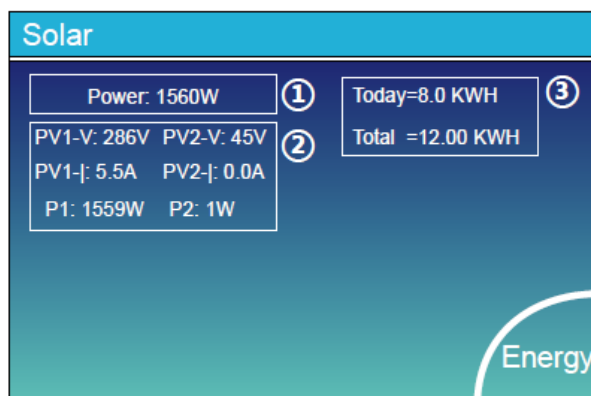 Solar
Power: 1560W ①
PV1-V: 286V PV2-V: 45V ②
PV1-|: 5.5A PV2-|: 0.0A
P1: 1559W P2: 1W
Today=8.0 KWH ③
Total =12.00 KWH
Energy